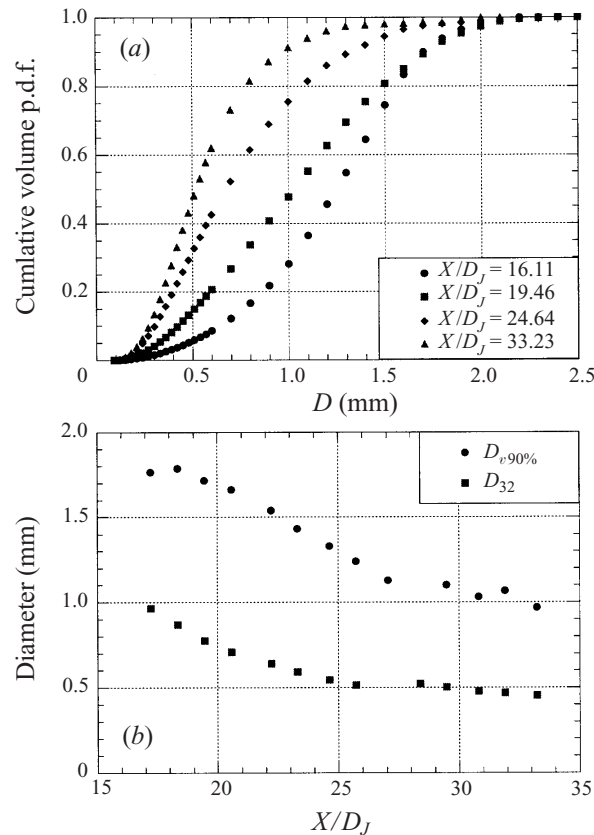 (a)
Cumlative volume p.d.f.
1.0
0.8
0.6
0.4
0.2
0
0.5
1.0
1.5
2.0
2.5
D (mm)
X/D_J = 16.11
X/D_J = 19.46
X/D_J = 24.64
X/D_J = 33.23
(b)
Diameter (mm)
2.0
1.5
1.0
0.5
0
15
20
25
30
35
X/D_J
D_v90%
D_32